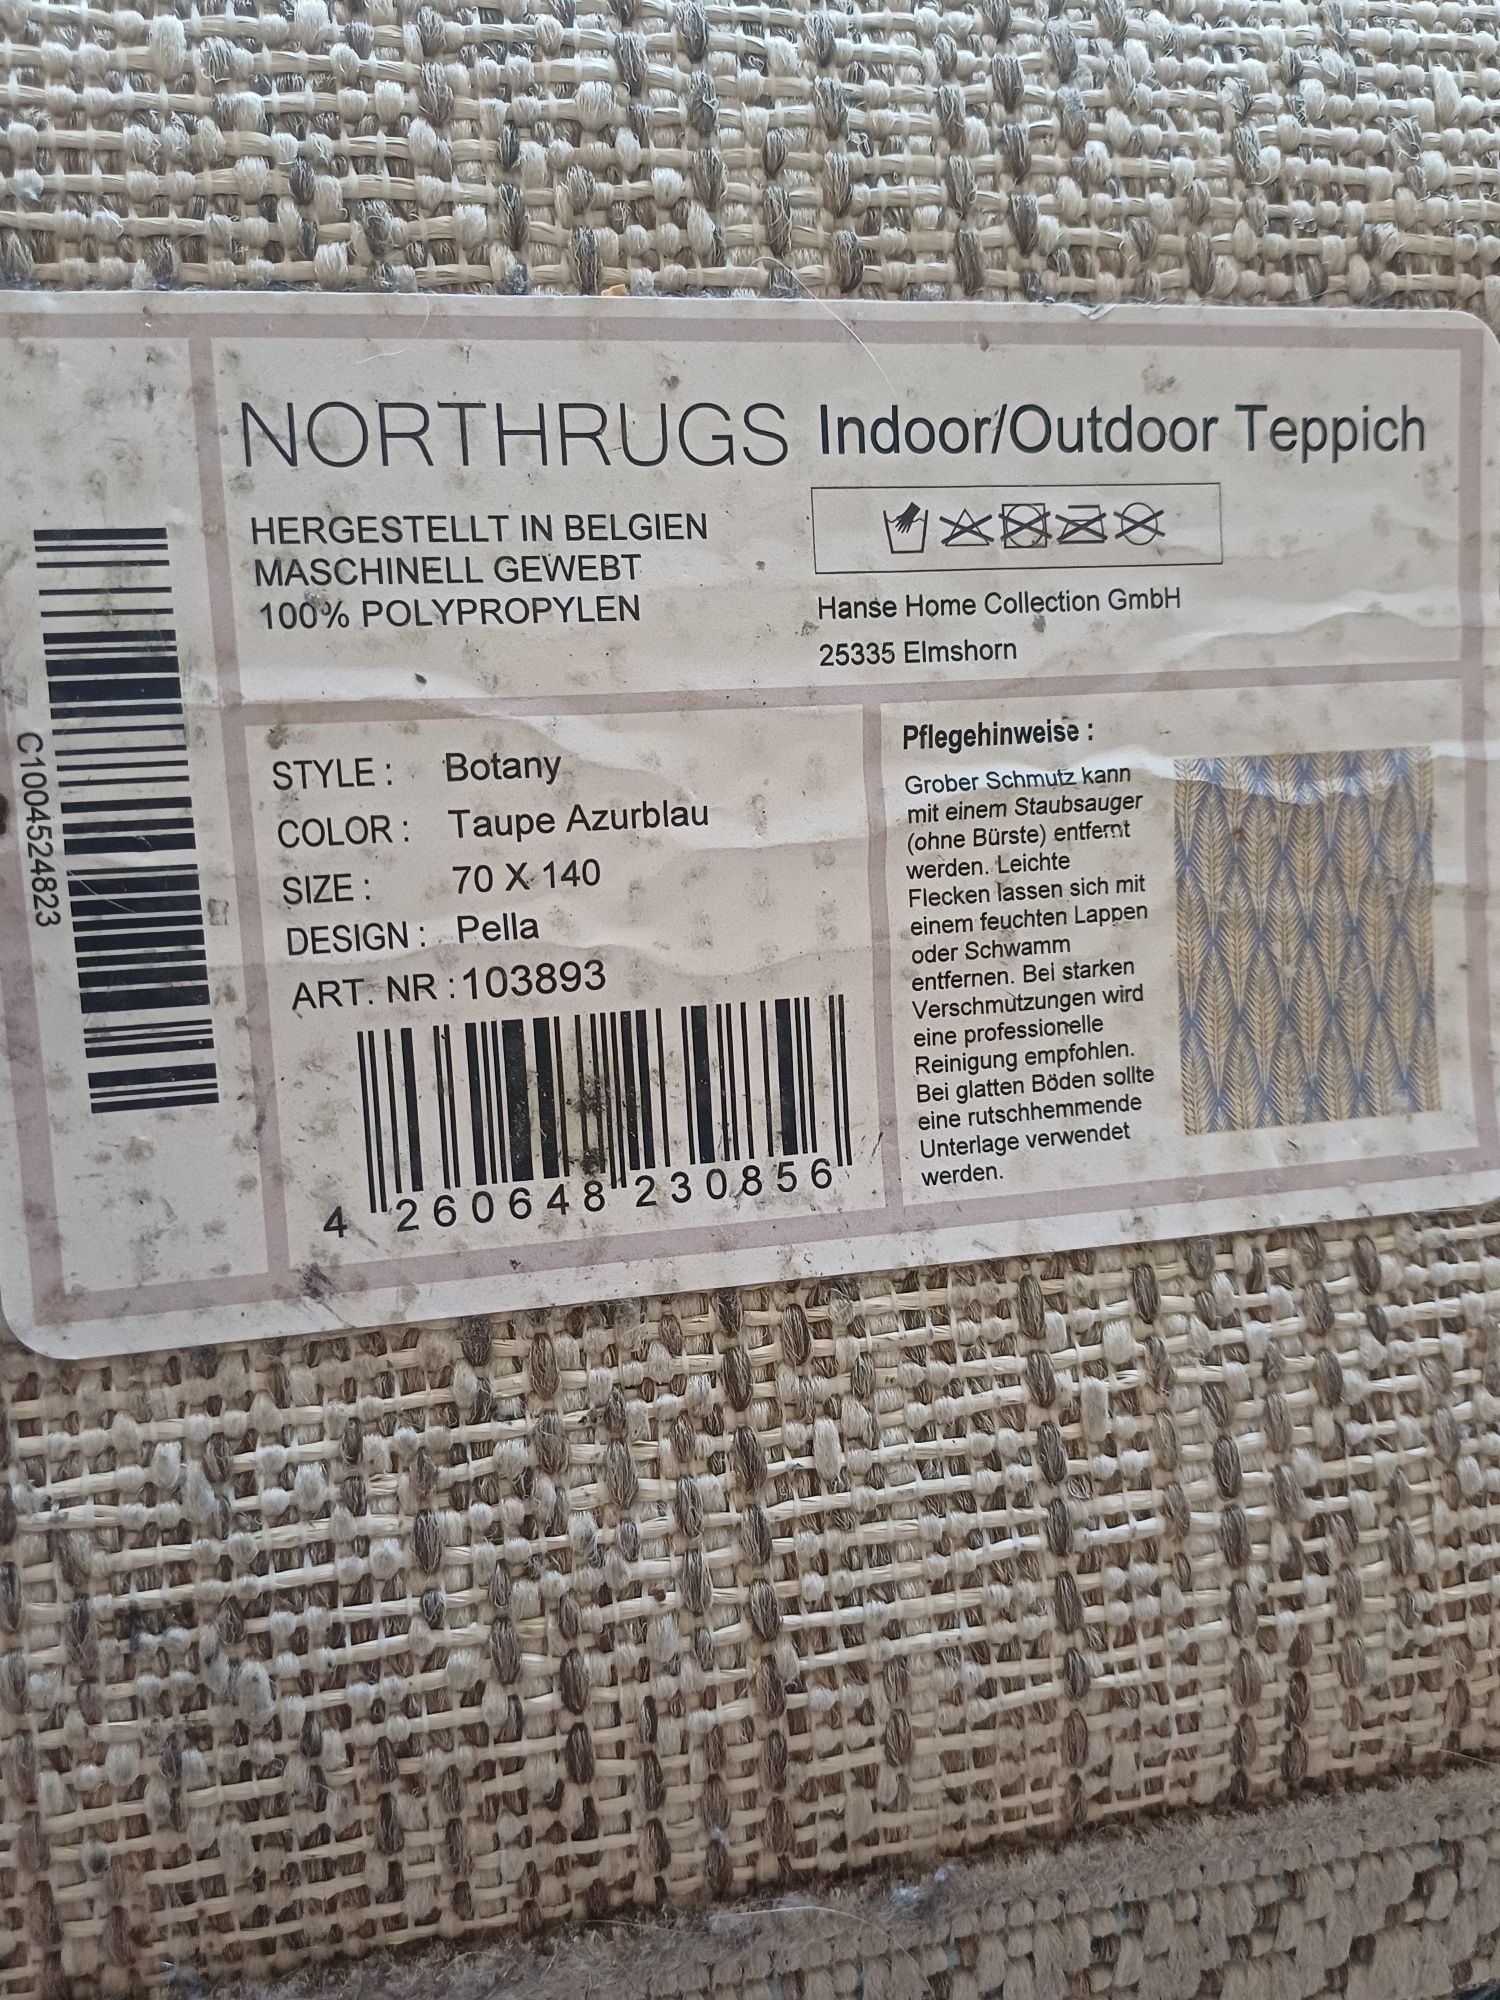 NORTHRUGS Indoor/Outdoor Teppich
HERGESTELLT IN BELGIEN
MASCHINELL GEWEBT
100% POLYPROPYLEN
Hanse Home Collection GmbH
25335 Elmshorn
C1004524823
STYLE : Botany
COLOR : Taupe Azurblau
SIZE : 70 X 140
DESIGN : Pella
ART. NR : 103893
4 260648 230856
Pflegehinweise :
Grober Schmutz kann
mit einem Staubsauger
(ohne Bürste) entfernt
werden. Leichte
Flecken lassen sich mit
einem feuchten Lappen
oder Schwamm
entfernen. Bei starken
Verschmutzungen wird
eine professionelle
Reinigung empfohlen.
Bei glatten Böden sollte
eine rutschhemmende
Unterlage verwendet
werden.